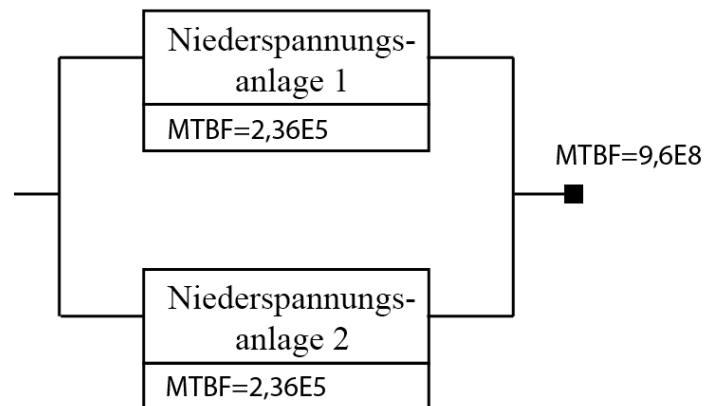 Niederspannungs-
anlage 1
MTBF=2,36E5
MTBF=9,6E8
Niederspannungs-
anlage 2
MTBF=2,36E5